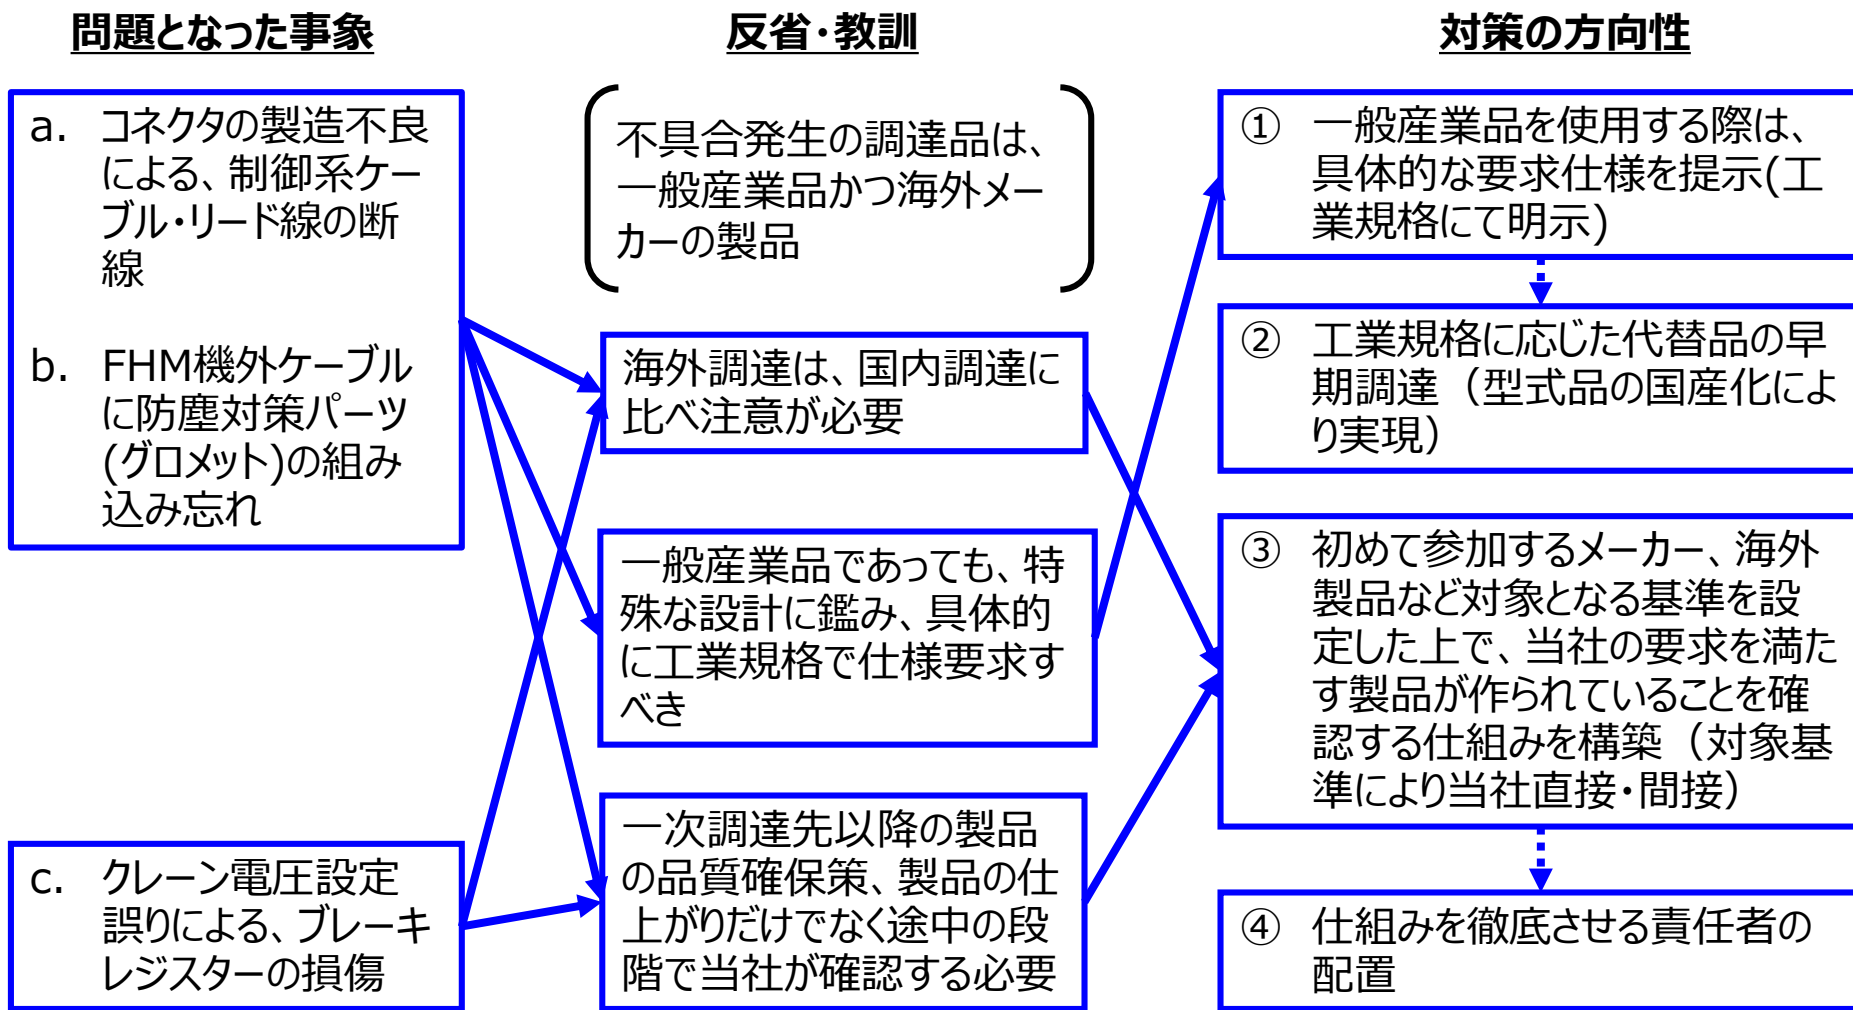 問題となった事象
反省・教訓
対策の方向性
a. コネクタの製造不良
による、制御系ケー
ブル・リード線の断
線
b. FHM機外ケーブル
に防塵対策パーツ
(グロメット)の組み
込み忘れ
c. クレーン電圧設定
誤りによる、ブレーキ
レジスターの損傷
不具合発生の調達品は、
一般産業品かつ海外メー
カーの製品
海外調達は、国内調達に
比べ注意が必要
一般産業品であっても、特
殊な設計に鑑み、具体的
に工業規格で仕様要求す
べき
一次調達先以降の製品
の品質確保策、製品の仕
上がりだけでなく途中の段
階で当社が確認する必要
① 一般産業品を使用する際は、
具体的な要求仕様を提示(工
業規格にて明示)
② 工業規格に応じた代替品の早
期調達（型式品の国産化によ
り実現）
③ 初めて参加するメーカー、海外
製品など対象となる基準を設
定した上で、当社の要求を満た
す製品が作られていることを確
認する仕組みを構築（対象基
準により当社直接・間接）
④ 仕組みを徹底させる責任者の
配置